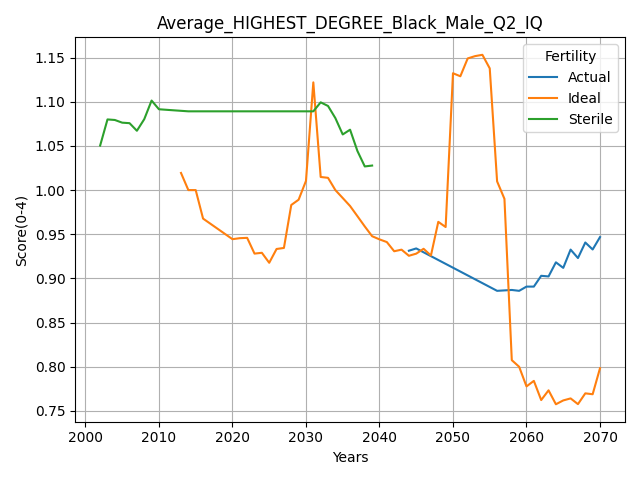 Average_HIGHEST_DEGREE_Black_Male_Q2_IQ
Fertility
Actual
Ideal
Sterile
Score(0-4)
1.15
1.10
1.05
1.00
0.95
0.90
0.85
0.80
0.75
2000 2010 2020 2030 2040 2050 2060 2070
Years